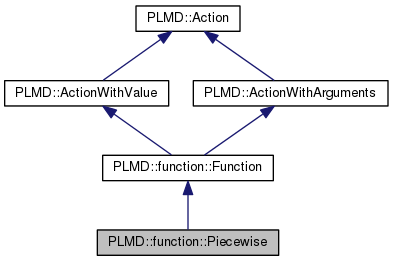 PLMD::Action
PLMD::ActionWithValue
PLMD::ActionWithArguments
PLMD::function::Function
PLMD::function::Piecewise